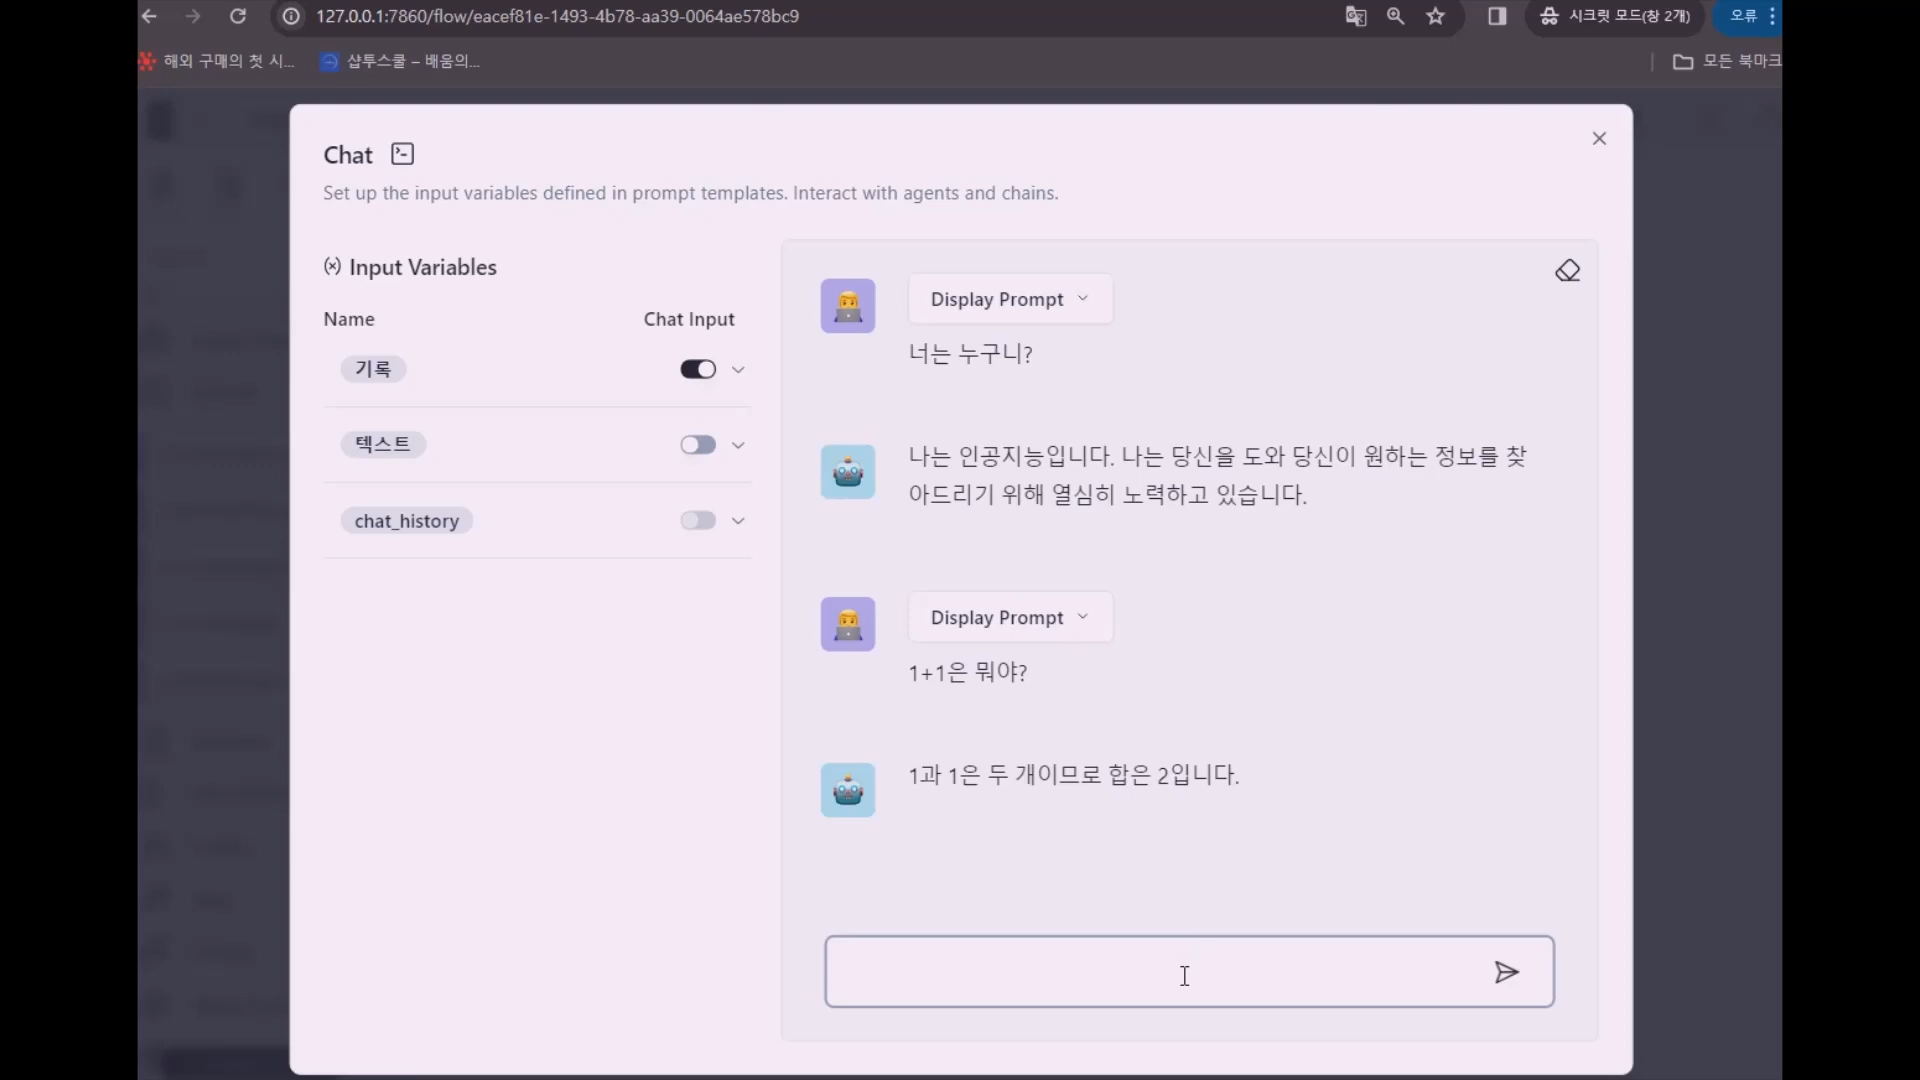 127.0.0.1:7860/flow/eacef81e-1493-4b78-aa39-0064ae578bc9
시크릿 모드(창 2개)
오류
해외 구매의 첫 시...
샵투스쿨 – 배움의...
모든 북마크
Chat
Set up the input variables defined in prompt templates. Interact with agents and chains.
Input Variables
Name
Chat Input
기록
텍스트
chat_history
Display Prompt
너는 누구니?
나는 인공지능입니다. 나는 당신을 도와 당신이 원하는 정보를 찾
아드리기 위해 열심히 노력하고 있습니다.
Display Prompt
1+1은 뭐야?
1과 1은 두 개이므로 합은 2입니다.